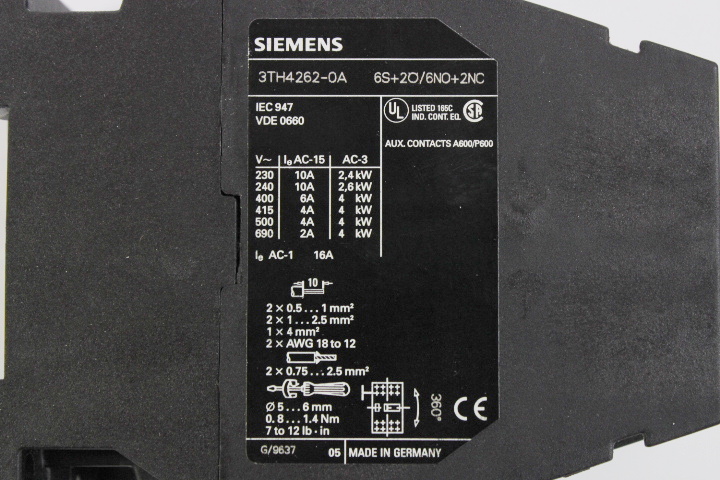 SIEMENS
3TH4262-0A 6S+2Ö/6NO+2NC
IEC 947
VDE 0660
UL LISTED 165C
IND. CONT. EQ. SA
AUX. CONTACTS A600/P600
V~ Ie AC-15 AC-3
230 10A 2,4 kW
240 10A 2,6 kW
400 6A 4 kW
415 4A 4 kW
500 4A 4 kW
690 2A 4 kW
Ie AC-1 16A
10
2 × 0.5...1 mm²
2 × 1...2.5 mm²
1 × 4 mm²
2 × AWG 18 to 12
2 × 0.75...2.5 mm²
Ø 5...6 mm
0.8...1.4 Nm
7 to 12 lb·in
360°
CE
G/9637 05 MADE IN GERMANY